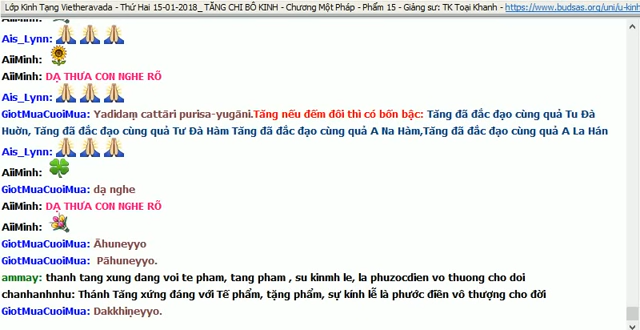 Lớp Kinh Tạng Vietheravada - Thứ Hai 15-01-2018_ TĂNG CHI BỘ KINH - Chương Một Pháp - Phẩm 15 - Giảng sư: TK Toại Khanh - https://www.budsas.org/uni/u-kinh
Ais_Lynn:
AiiMinh:
AiiMinh: DẠ THƯA CON NGHE RÕ
Ais_Lynn:
GiotMuaCuoiMua: Yadidaṃ cattāri purisa-yugāni.Tăng nếu đếm đôi thì có bốn bậc: Tăng đã đắc đạo cùng quả Tu Đà
Huờn, Tăng đã đắc đạo cùng quả Tư Đà Hàm Tăng đã đắc đạo cùng quả A Na Hàm,Tăng đã đắc đạo cùng quả A La Hán
Ais_Lynn:
AiiMinh:
GiotMuaCuoiMua: dạ nghe
AiiMinh: DẠ THƯA CON NGHE RÕ
AiiMinh:
GiotMuaCuoiMua: Āhuneyyo
GiotMuaCuoiMua: Pāhuneyyo.
ammay: thanh tang xung dang voi te pham, tang pham , su kinmh le, la phuzocdien vo thuong cho doi
chanhanhnhu: Thánh Tăng xứng đáng với Tế phẩm, tặng phẩm, sự kính lễ là phước điền vô thượng cho đời
GiotMuaCuoiMua: Dakkhiṇeyyo.